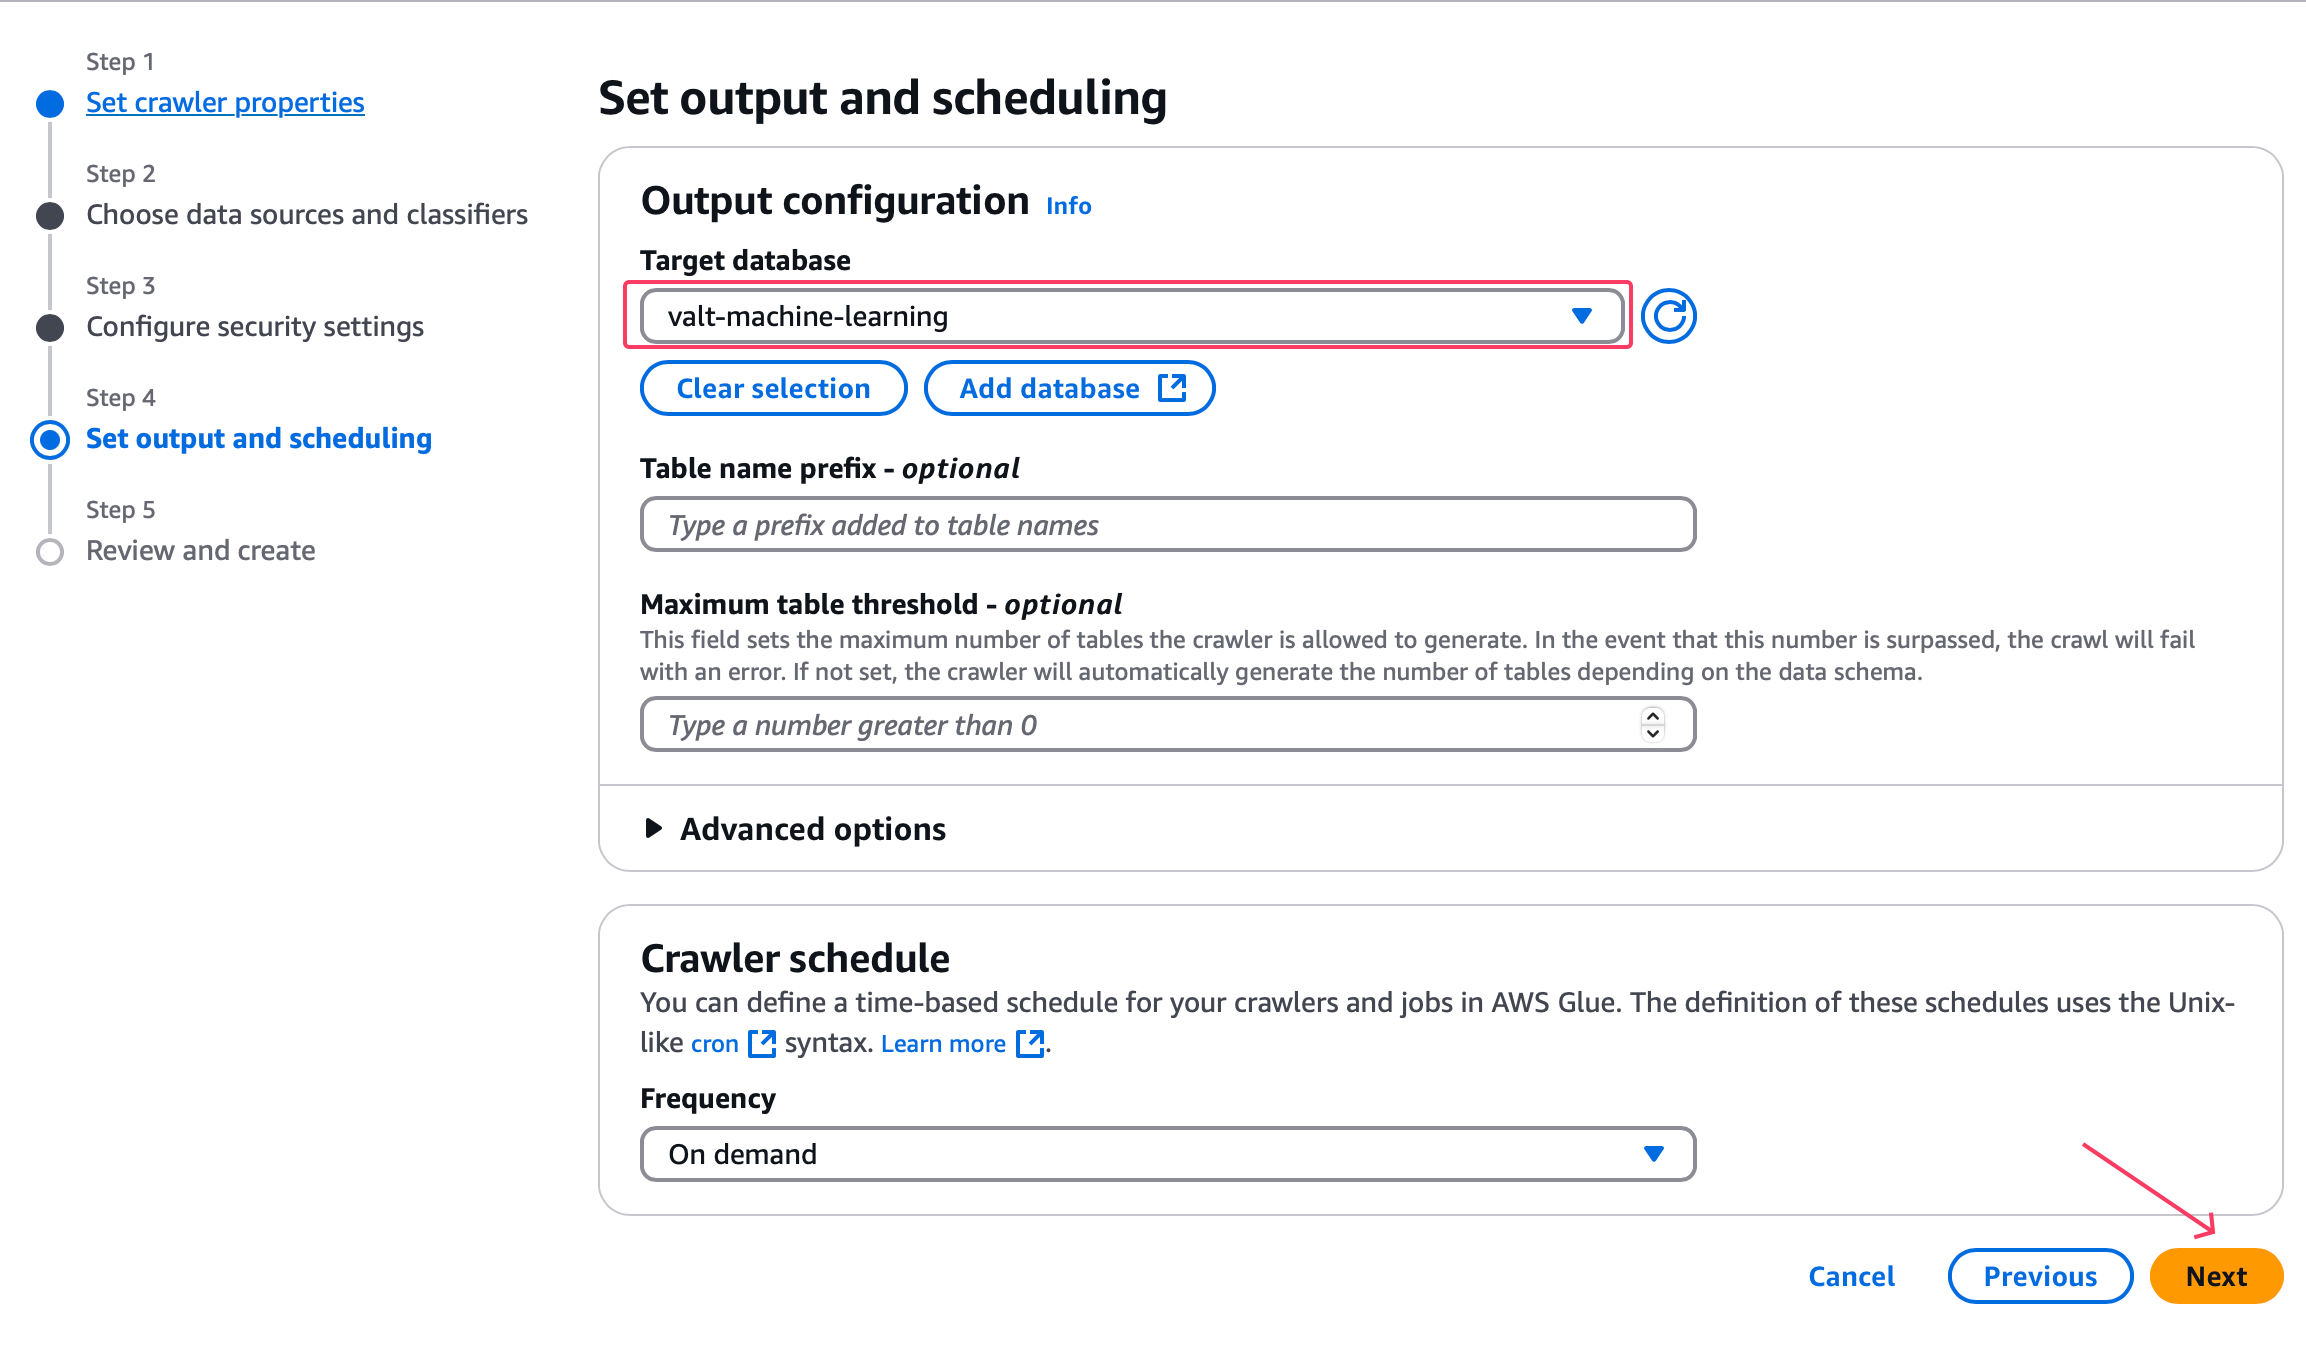 Step 1
Set crawler properties
Step 2
Choose data sources and classifiers
Step 3
Configure security settings
Step 4
Set output and scheduling
Step 5
Review and create
Set output and scheduling
Output configuration Info
Target database
valt-machine-learning
Clear selection
Add database
Table name prefix - optional
Type a prefix added to table names
Maximum table threshold - optional
This field sets the maximum number of tables the crawler is allowed to generate. In the event that this number is surpassed, the crawl will fail
with an error. If not set, the crawler will automatically generate the number of tables depending on the data schema.
Type a number greater than 0
Advanced options
Crawler schedule
You can define a time-based schedule for your crawlers and jobs in AWS Glue. The definition of these schedules uses the Unix-
like cron syntax. Learn more .
Frequency
On demand
Cancel
Previous
Next